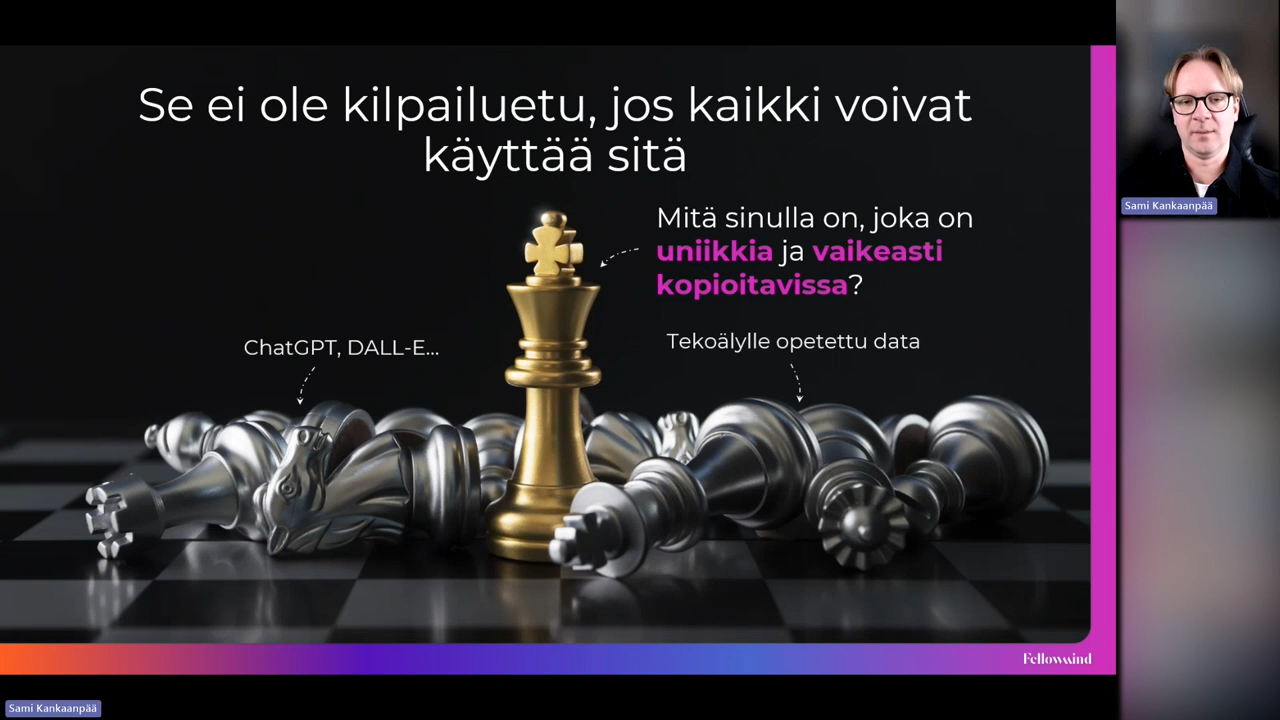 Se ei ole kilpailuetu, jos kaikki voivat
käyttää sitä
Mitä sinulla on, joka on
uniikkia ja vaikeasti
kopioitavissa?
ChatGPT, DALL-E...
Tekoälylle opetettu data
Fellowmind
Sami Kankaanpää
Sami Kankaanpää